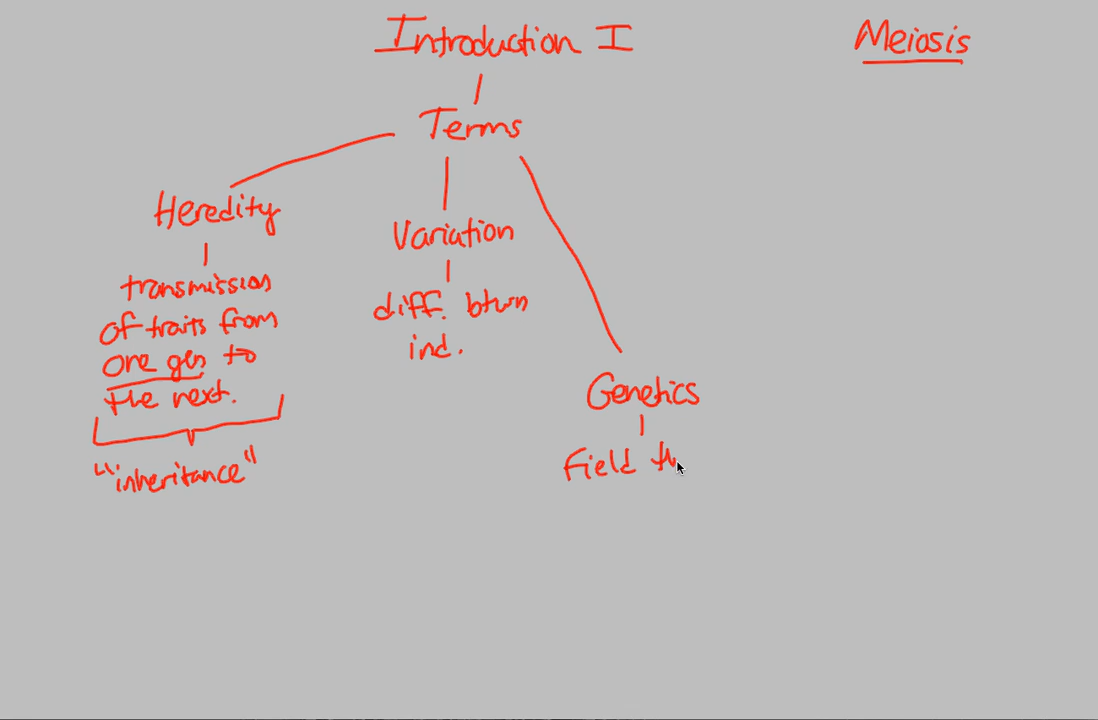 Introduction I
Meiosis
Terms
Heredity
transmission
of traits from
one gen to
the next.
"inheritance"
Variation
diff. btwn
ind.
Genetics
Field th